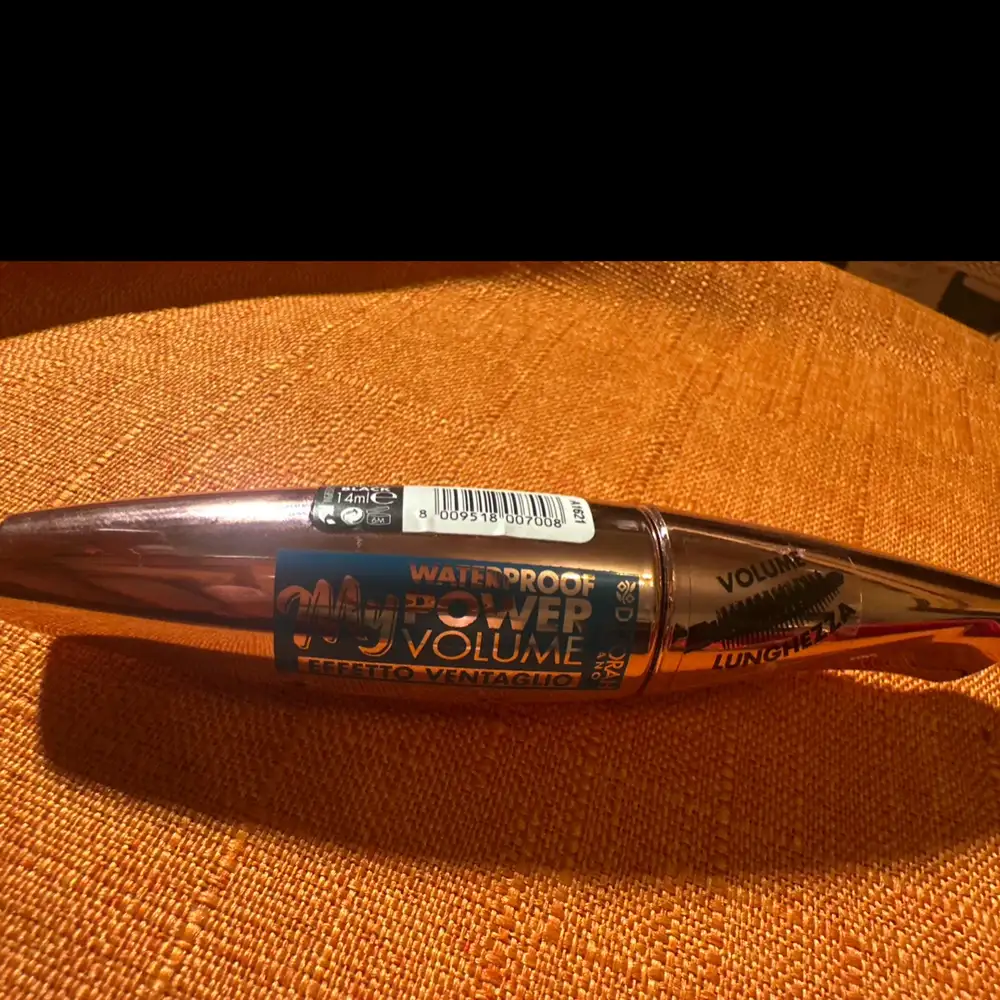 BLACK
14ml
6M
8 009518 007008
A1621
WATERPROOF
My POWER
VOLUME
EFFETTO VENTAGLIO
VOLUME
LUNGHEZZA